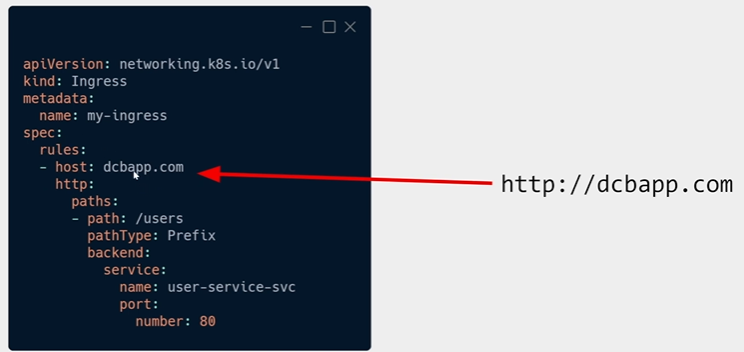 apiVersion: networking.k8s.io/v1
kind: Ingress
metadata:
  name: my-ingress
spec:
  rules:
  - host: dcbapp.com
    http:
      paths:
      - path: /users
        pathType: Prefix
        backend:
          service:
            name: user-service-svc
            port:
              number: 80
http://dcbapp.com